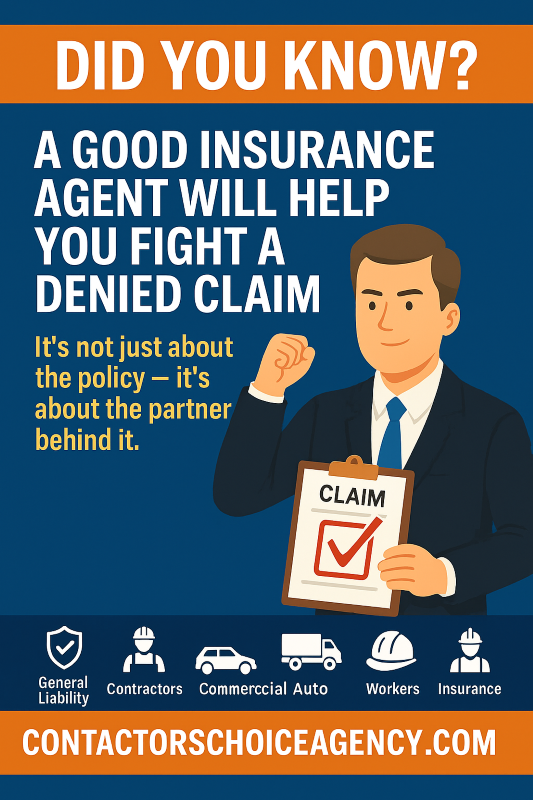 DID YOU KNOW?
A GOOD INSURANCE
AGENT WILL HELP
YOU FIGHT A
DENIED CLAIM
It's not just about
the policy — it's
about the partner
behind it.
CLAIM
General
Liability
Contractors
Commerccial Auto
Workers
Insurance
CONTACTORSCHOICEAGENCY.COM